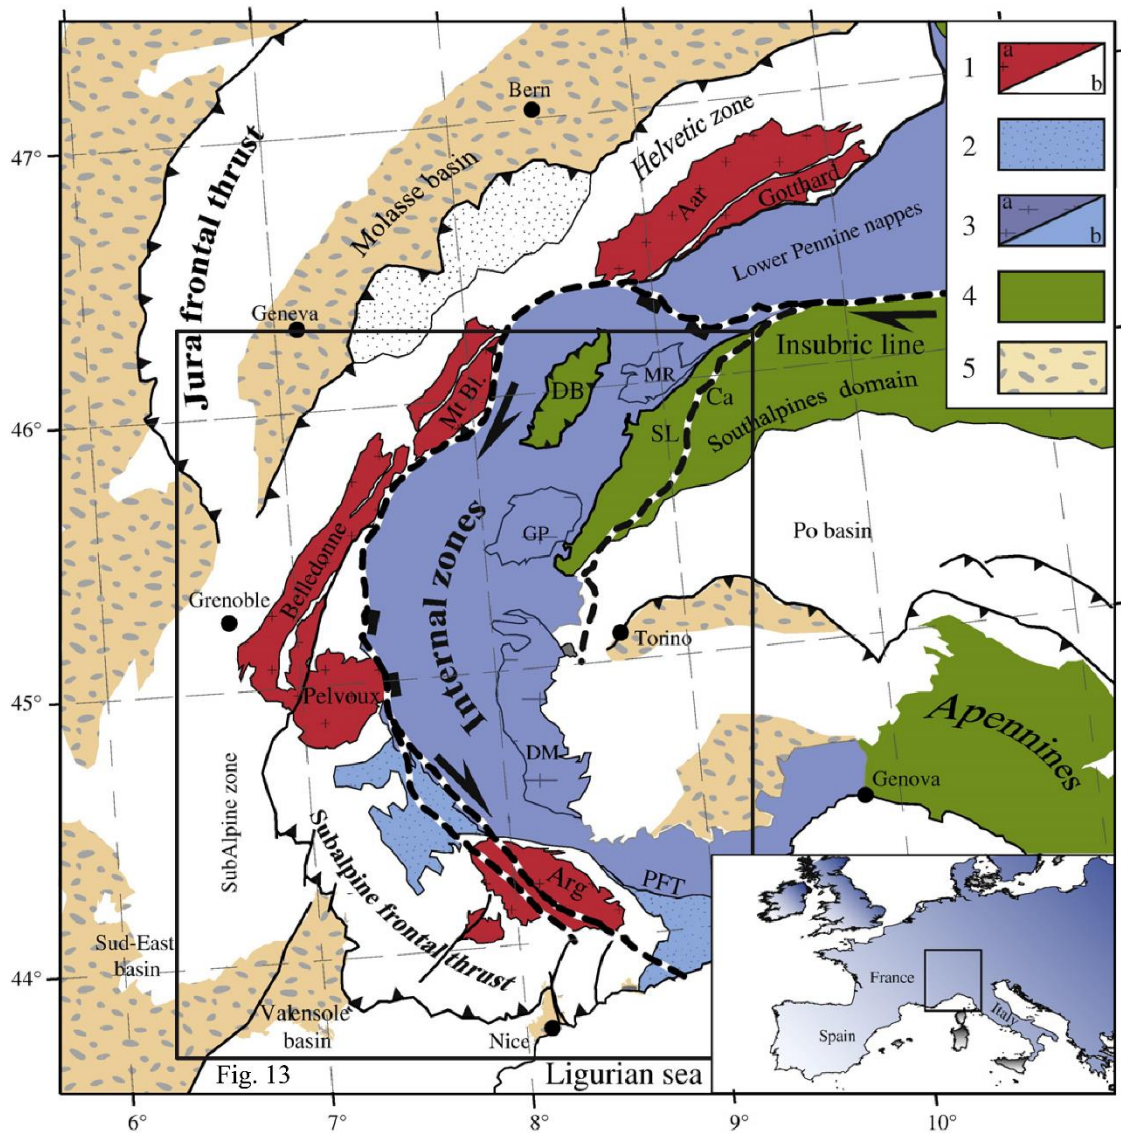 Bern
47°
Helvetic zone
Jura frontal thrust
Molasse basin
Aar
Gotthard
Lower Pennine nappes
Geneva
Insubric line
Mt Bl.
DB
MR
Ca
Southalpines domain
46°
SL
Internal zones
GP
Po basin
Belledonne
Grenoble
Torino
45°
Pelvoux
DM
Apennines
Genova
SubAlpine zone
Subalpine frontal thrust
Arg
PFT
Sud-East
basin
44°
Valensole
basin
Nice
Fig. 13
Ligurian sea
6°
7°
8°
9°
10°
1
a
b
2
3
a
b
4
5
France
Spain
Italy